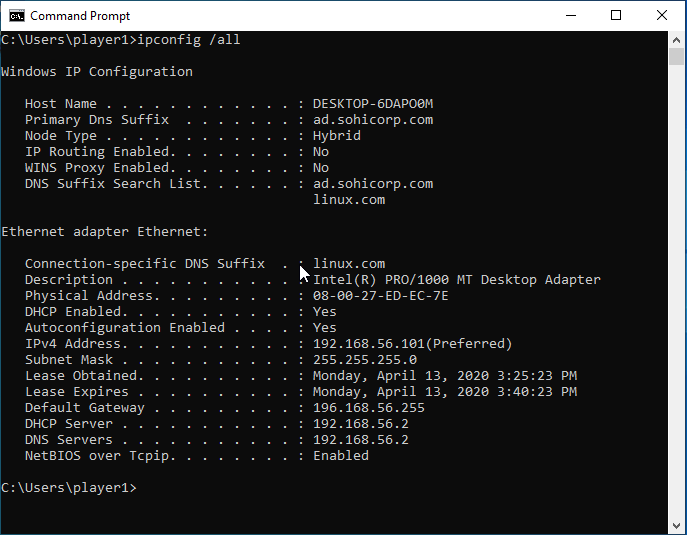 Command Prompt
C:\Users\player1>ipconfig /all
Windows IP Configuration
   Host Name . . . . . . . . . . . . : DESKTOP-6DAPO0M
   Primary Dns Suffix  . . . . . . . : ad.sohicorp.com
   Node Type . . . . . . . . . . . . : Hybrid
   IP Routing Enabled. . . . . . . . : No
   WINS Proxy Enabled. . . . . . . . : No
   DNS Suffix Search List. . . . . . : ad.sohicorp.com
                                       linux.com
Ethernet adapter Ethernet:
   Connection-specific DNS Suffix  . : linux.com
   Description . . . . . . . . . . . : Intel(R) PRO/1000 MT Desktop Adapter
   Physical Address. . . . . . . . . : 08-00-27-ED-EC-7E
   DHCP Enabled. . . . . . . . . . . : Yes
   Autoconfiguration Enabled . . . . : Yes
   IPv4 Address. . . . . . . . . . . : 192.168.56.101(Preferred)
   Subnet Mask . . . . . . . . . . . : 255.255.255.0
   Lease Obtained. . . . . . . . . . : Monday, April 13, 2020 3:25:23 PM
   Lease Expires . . . . . . . . . . : Monday, April 13, 2020 3:40:23 PM
   Default Gateway . . . . . . . . . : 196.168.56.255
   DHCP Server . . . . . . . . . . . : 192.168.56.2
   DNS Servers . . . . . . . . . . . : 192.168.56.2
   NetBIOS over Tcpip. . . . . . . . : Enabled
C:\Users\player1>